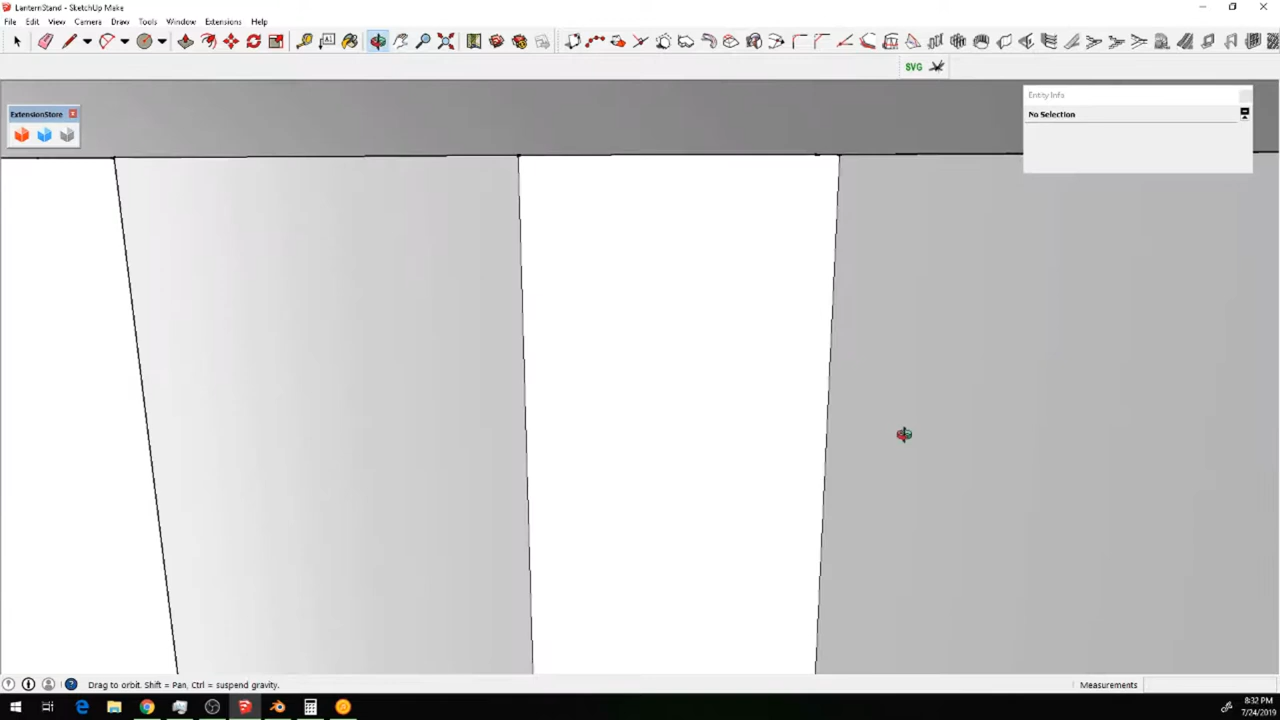 LanternStand - SketchUp Make
File Edit View Camera Draw Tools Window Extensions Help
SVG
ExtensionStore
Entity Info
No Selection
Drag to orbit. Shift = Pan, Ctrl = suspend gravity.
Measurements
8:32 PM
7/24/2019